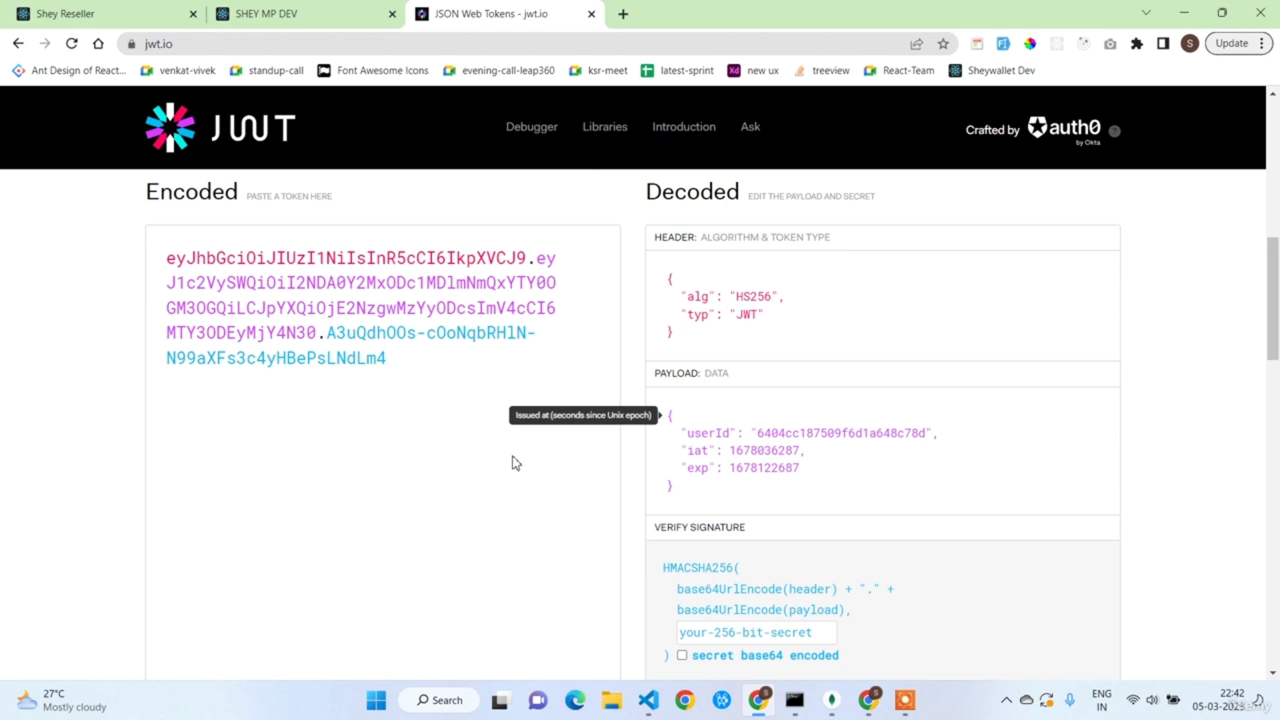 Shey Reseller
SHEY MP DEV
JSON Web Tokens - jwt.io
jwt.io
S
Update
Ant Design of React...
venkat-vivek
standup-call
Font Awesome Icons
evening-call-leap360
ksr-meet
latest-sprint
Xd
new ux
treeview
React-Team
Sheywallet Dev
JWT
Debugger
Libraries
Introduction
Ask
Crafted by
auth0
by Okta
?
Encoded PASTE A TOKEN HERE
eyJhbGciOiJIUzI1NiIsInR5cCI6IkpXVCJ9.ey
J1c2VySWQiOiI2NDA0Y2MxODc1MDlmNmQxYTY0O
GM3OGQiLCJpYXQiOjE2NzgwMzYyODcsImV4cCI6
MTY3ODEyMjY4N30.A3uQdhOOs-cOoNqbRHlN-
N99aXFs3c4yHBePsLNdLm4
Decoded EDIT THE PAYLOAD AND SECRET
HEADER: ALGORITHM & TOKEN TYPE
{
"alg": "HS256",
"typ": "JWT"
}
PAYLOAD: DATA
Issued at (seconds since Unix epoch)
{
"userId": "6404cc187509f6d1a648c78d",
"iat": 1678036287,
"exp": 1678122687
}
VERIFY SIGNATURE
HMACSHA256(
base64UrlEncode(header) + "." +
base64UrlEncode(payload),
your-256-bit-secret
) secret base64 encoded
27°C
Mostly cloudy
Search
ENG
IN
22:42
05-03-2023